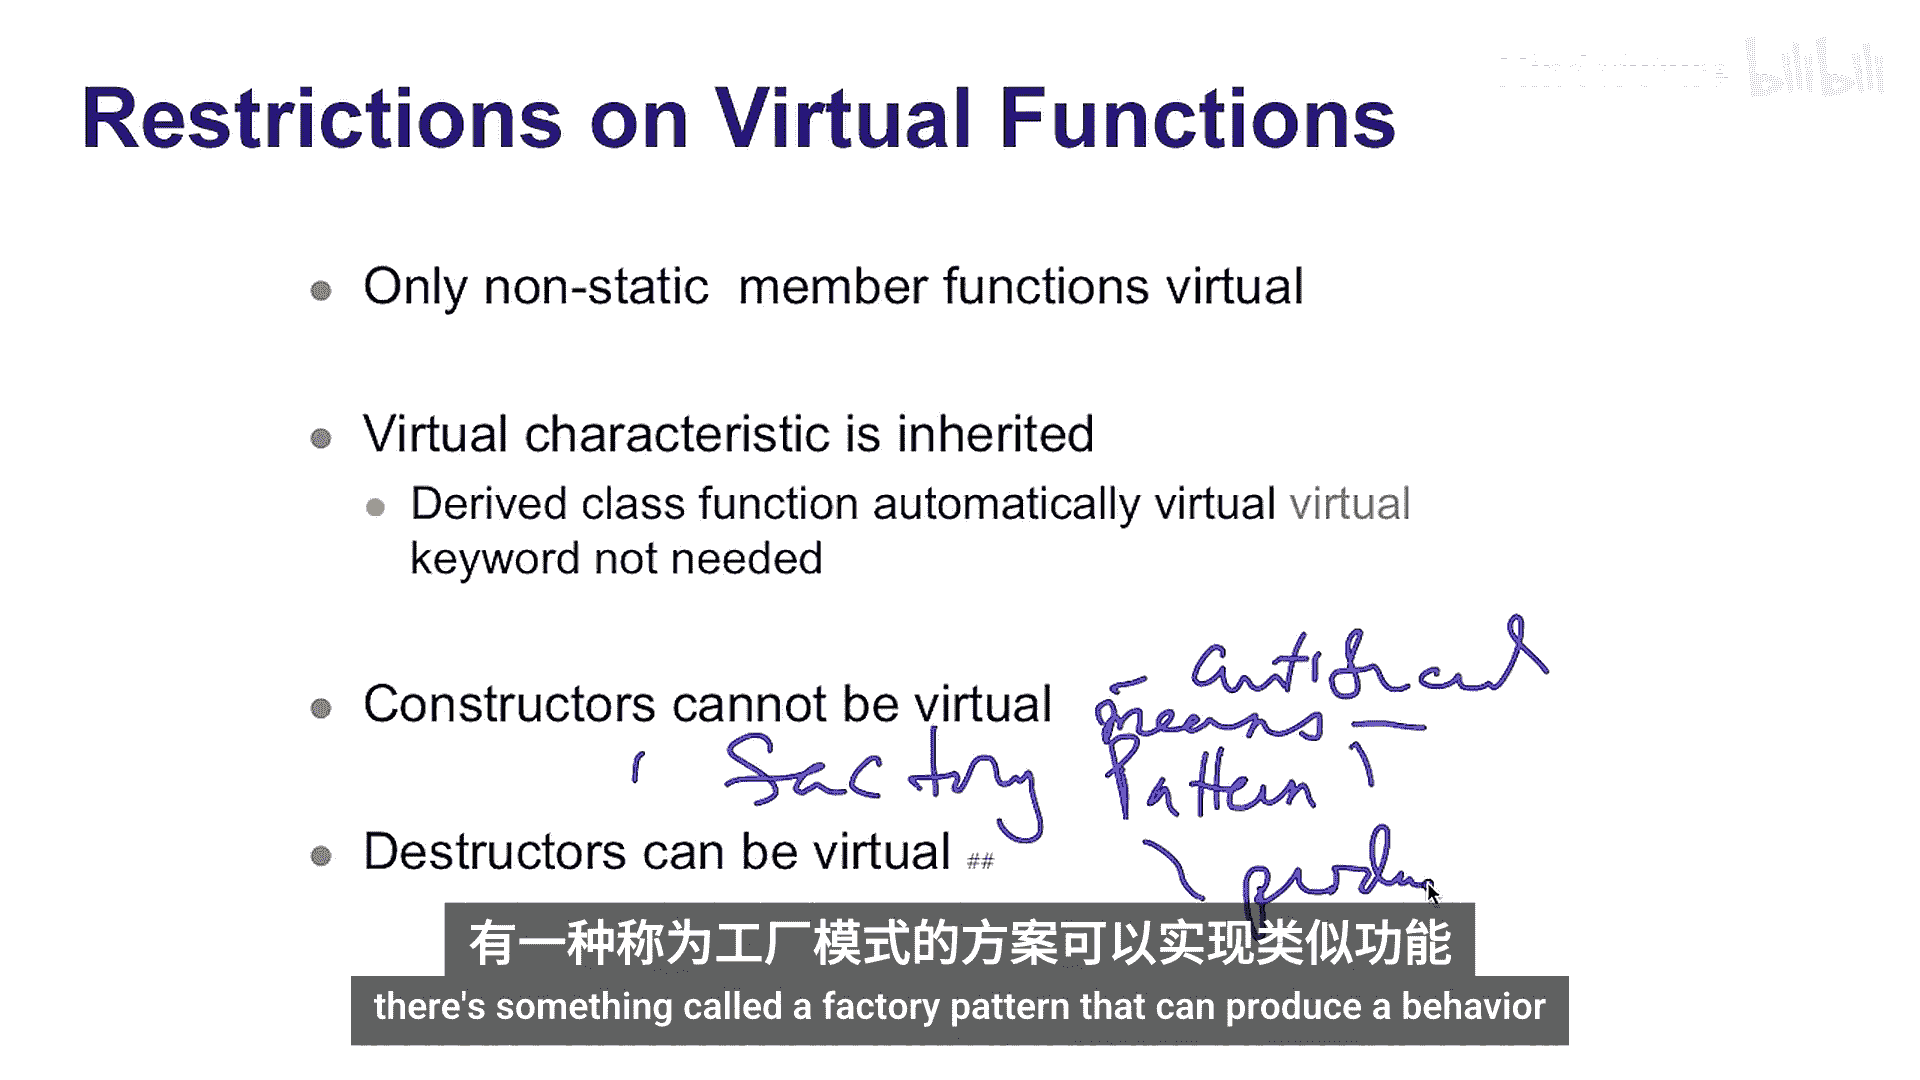 bilibili
Restrictions on Virtual Functions
Only non-static member functions virtual
Virtual characteristic is inherited
Derived class function automatically virtual virtual
keyword not needed
Constructors cannot be virtual
means —
factory Pattern
Destructors can be virtual ##
produ
有一种称为工厂模式的方案可以实现类似功能
there's something called a factory pattern that can produce a behavior